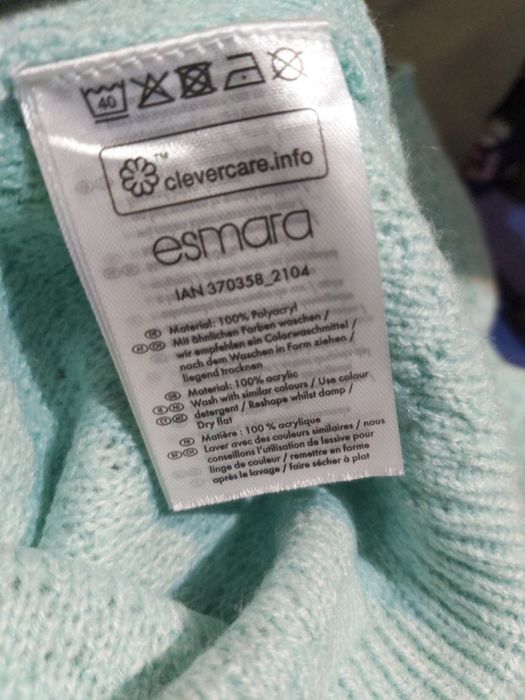 40
clevercare.info
TM
esmara
IAN 370358_2104
Material: 100% Polyacryl
Mit ähnlichen Farben waschen /
wir empfehlen ein Colorwaschmittel /
nach dem Waschen in Form ziehen /
liegend trocknen
Material: 100% acrylic
Wash with similar colours / Use colour
detergent / Reshape whilst damp /
Dry flat
Matière : 100 % acrylique
Laver avec des couleurs similaires / nous
conseillons l'utilisation de lessive pour
linge de couleur / remettre en forme
après le lavage / faire sécher à plat